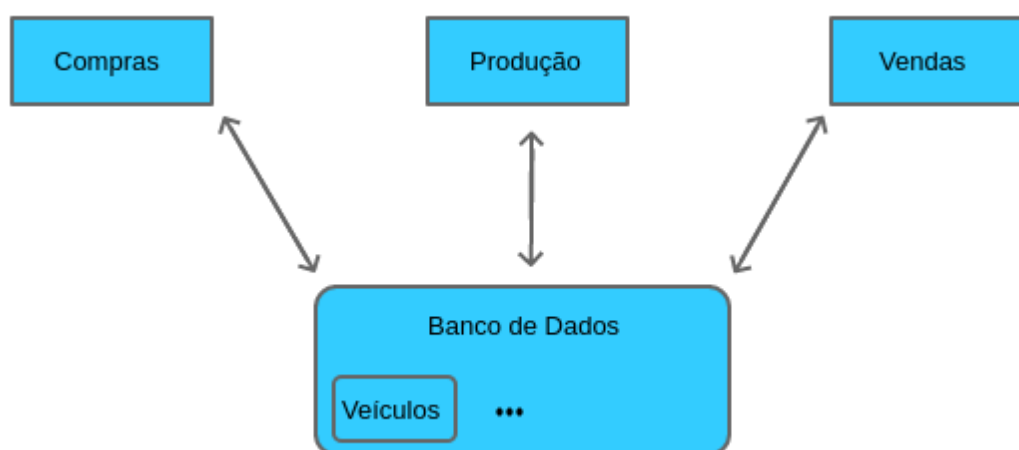 Compras
Produção
Vendas
Banco de Dados
Veículos
•••